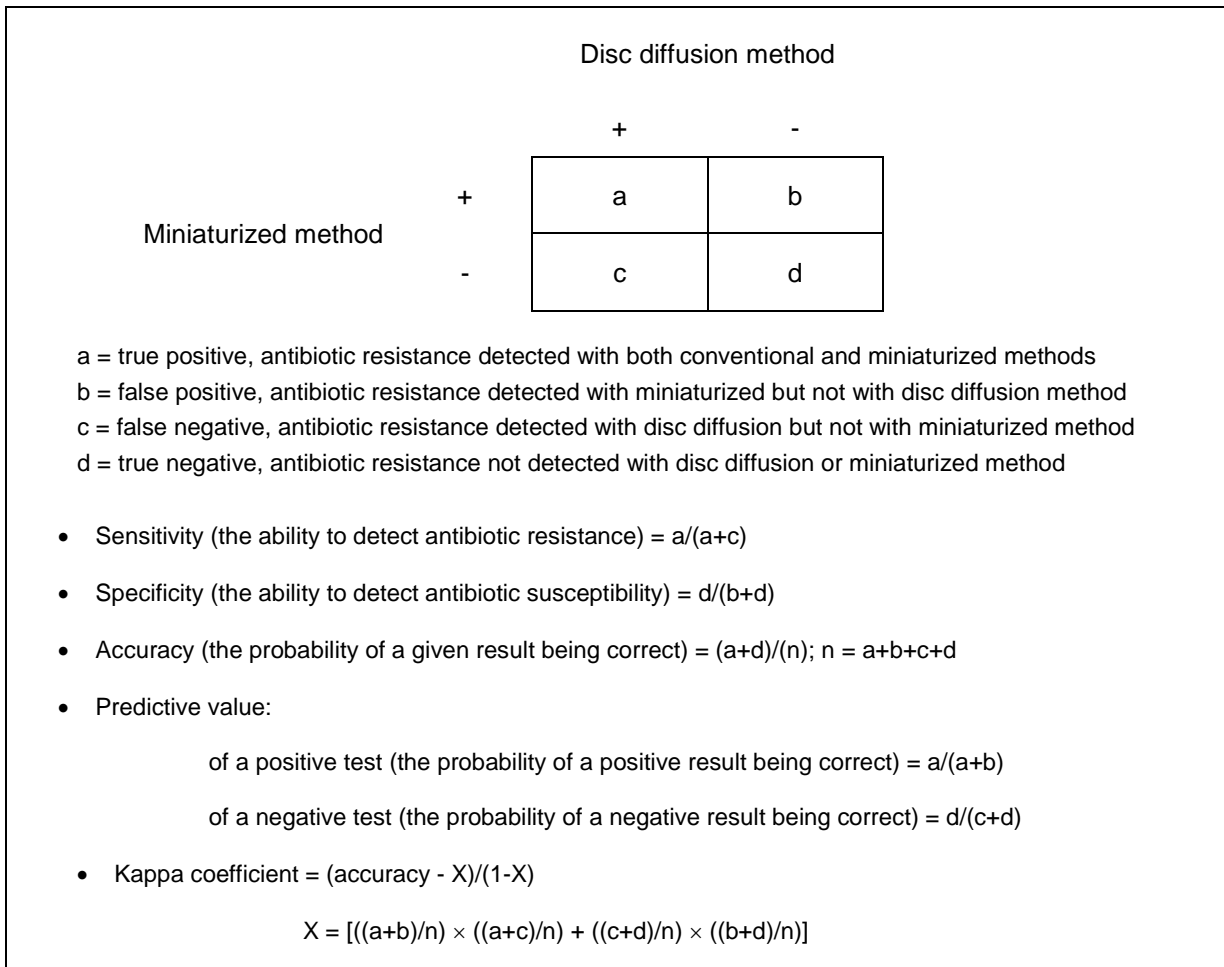 Disc diffusion method
+ -
+ a b
Miniaturized method
- c d
a = true positive, antibiotic resistance detected with both conventional and miniaturized methods
b = false positive, antibiotic resistance detected with miniaturized but not with disc diffusion method
c = false negative, antibiotic resistance detected with disc diffusion but not with miniaturized method
d = true negative, antibiotic resistance not detected with disc diffusion or miniaturized method
• Sensitivity (the ability to detect antibiotic resistance) = a/(a+c)
• Specificity (the ability to detect antibiotic susceptibility) = d/(b+d)
• Accuracy (the probability of a given result being correct) = (a+d)/(n); n = a+b+c+d
• Predictive value:
of a positive test (the probability of a positive result being correct) = a/(a+b)
of a negative test (the probability of a negative result being correct) = d/(c+d)
• Kappa coefficient = (accuracy - X)/(1-X)
X = [((a+b)/n) × ((a+c)/n) + ((c+d)/n) × ((b+d)/n)]